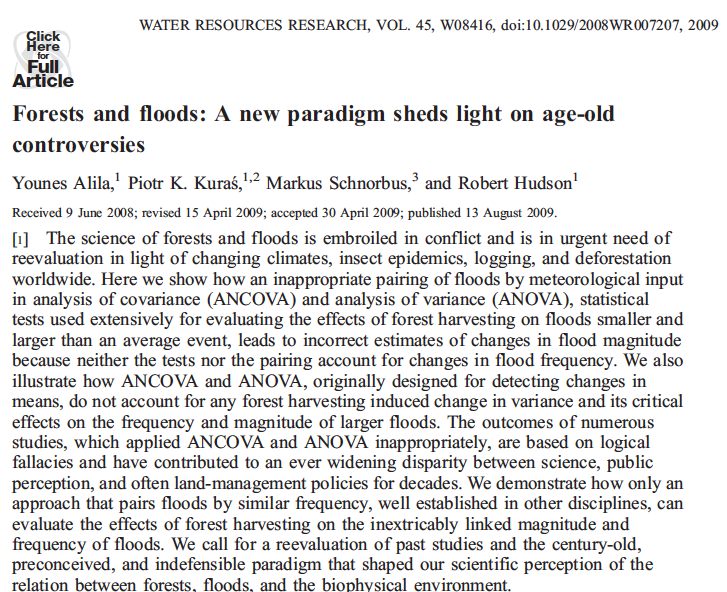 WATER RESOURCES RESEARCH, VOL. 45, W08416, doi:10.1029/2008WR007207, 2009
Click
Here
for
Full
Article
Forests and floods: A new paradigm sheds light on age-old
controversies
Younes Alila,1 Piotr K. Kuraś,1,2 Markus Schnorbus,3 and Robert Hudson1
Received 9 June 2008; revised 15 April 2009; accepted 30 April 2009; published 13 August 2009.
[1] The science of forests and floods is embroiled in conflict and is in urgent need of
reevaluation in light of changing climates, insect epidemics, logging, and deforestation
worldwide. Here we show how an inappropriate pairing of floods by meteorological input
in analysis of covariance (ANCOVA) and analysis of variance (ANOVA), statistical
tests used extensively for evaluating the effects of forest harvesting on floods smaller and
larger than an average event, leads to incorrect estimates of changes in flood magnitude
because neither the tests nor the pairing account for changes in flood frequency. We also
illustrate how ANCOVA and ANOVA, originally designed for detecting changes in
means, do not account for any forest harvesting induced change in variance and its critical
effects on the frequency and magnitude of larger floods. The outcomes of numerous
studies, which applied ANCOVA and ANOVA inappropriately, are based on logical
fallacies and have contributed to an ever widening disparity between science, public
perception, and often land-management policies for decades. We demonstrate how only an
approach that pairs floods by similar frequency, well established in other disciplines, can
evaluate the effects of forest harvesting on the inextricably linked magnitude and
frequency of floods. We call for a reevaluation of past studies and the century-old,
preconceived, and indefensible paradigm that shaped our scientific perception of the
relation between forests, floods, and the biophysical environment.